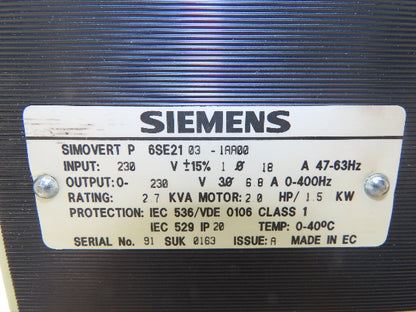 SIEMENS
SIMOVERT P 6SE21 03 -1AA00
INPUT: 230 V ±15% 1 Ø 18 A 47-63Hz
OUTPUT: 0- 230 V 3Ø 6.8 A 0-400Hz
RATING: 2.7 KVA MOTOR: 2.0 HP/ 1.5 KW
PROTECTION: IEC 536/VDE 0106 CLASS 1
IEC 529 IP 20 TEMP: 0-40ºC
SERIAL No. 91 SUK 0163 ISSUE: A MADE IN EC